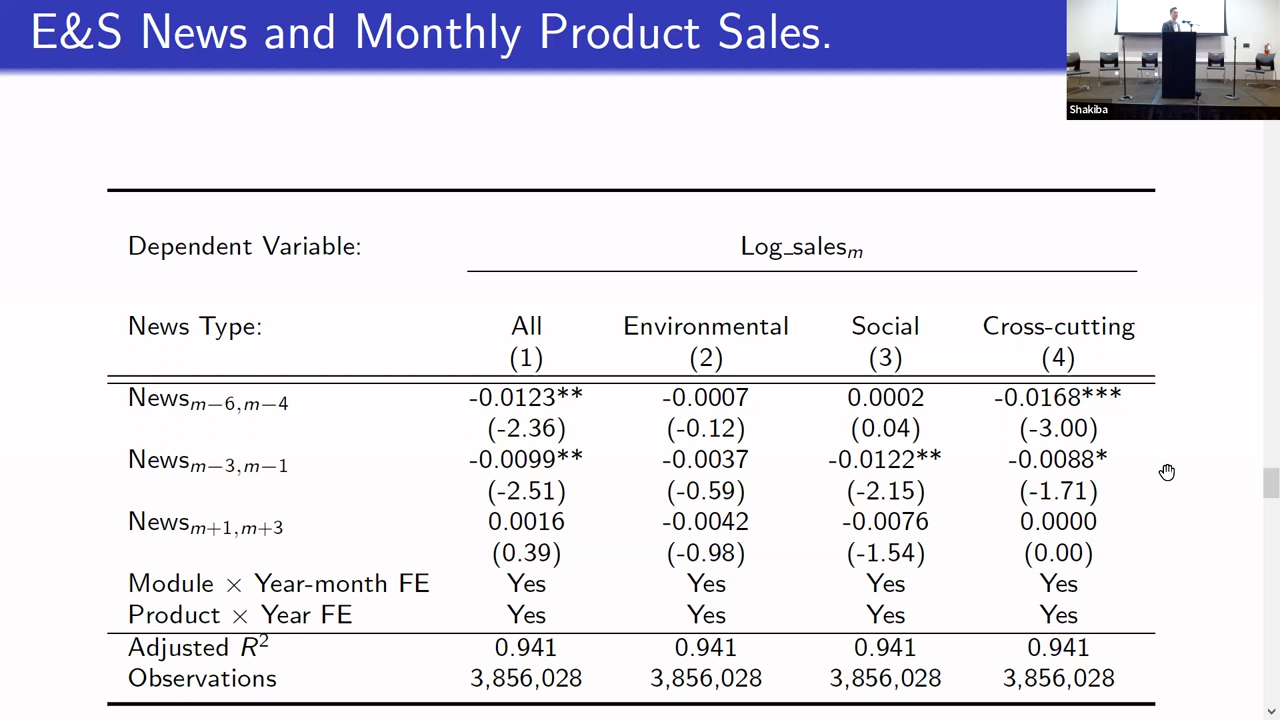 E&S News and Monthly Product Sales.
Shakiba
Dependent Variable: Log_sales_m
News Type: All Environmental Social Cross-cutting
(1) (2) (3) (4)
News_{m−6,m−4} -0.0123** -0.0007 0.0002 -0.0168***
(-2.36) (-0.12) (0.04) (-3.00)
News_{m−3,m−1} -0.0099** -0.0037 -0.0122** -0.0088*
(-2.51) (-0.59) (-2.15) (-1.71)
News_{m+1,m+3} 0.0016 -0.0042 -0.0076 0.0000
(0.39) (-0.98) (-1.54) (0.00)
Module × Year-month FE Yes Yes Yes Yes
Product × Year FE Yes Yes Yes Yes
Adjusted R² 0.941 0.941 0.941 0.941
Observations 3,856,028 3,856,028 3,856,028 3,856,028